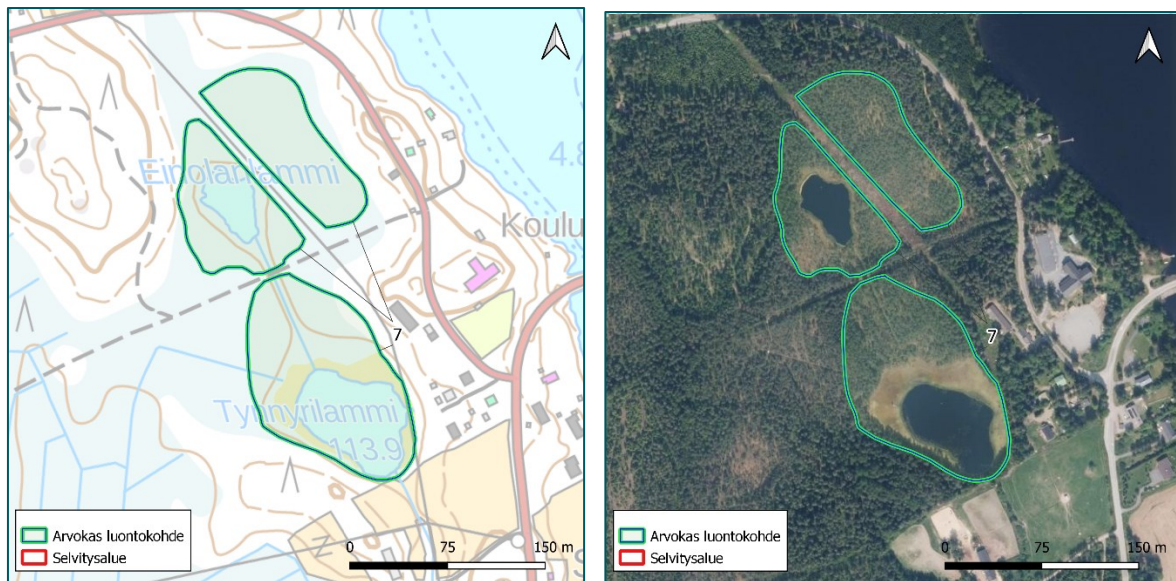 Einolanlammi
4.8
Koulu
7
Tynnyrilammi
113.9
Arvokas luontokohde
Selvitysalue
0 75 150 m
7
Arvokas luontokohde
Selvitysalue
0 75 150 m